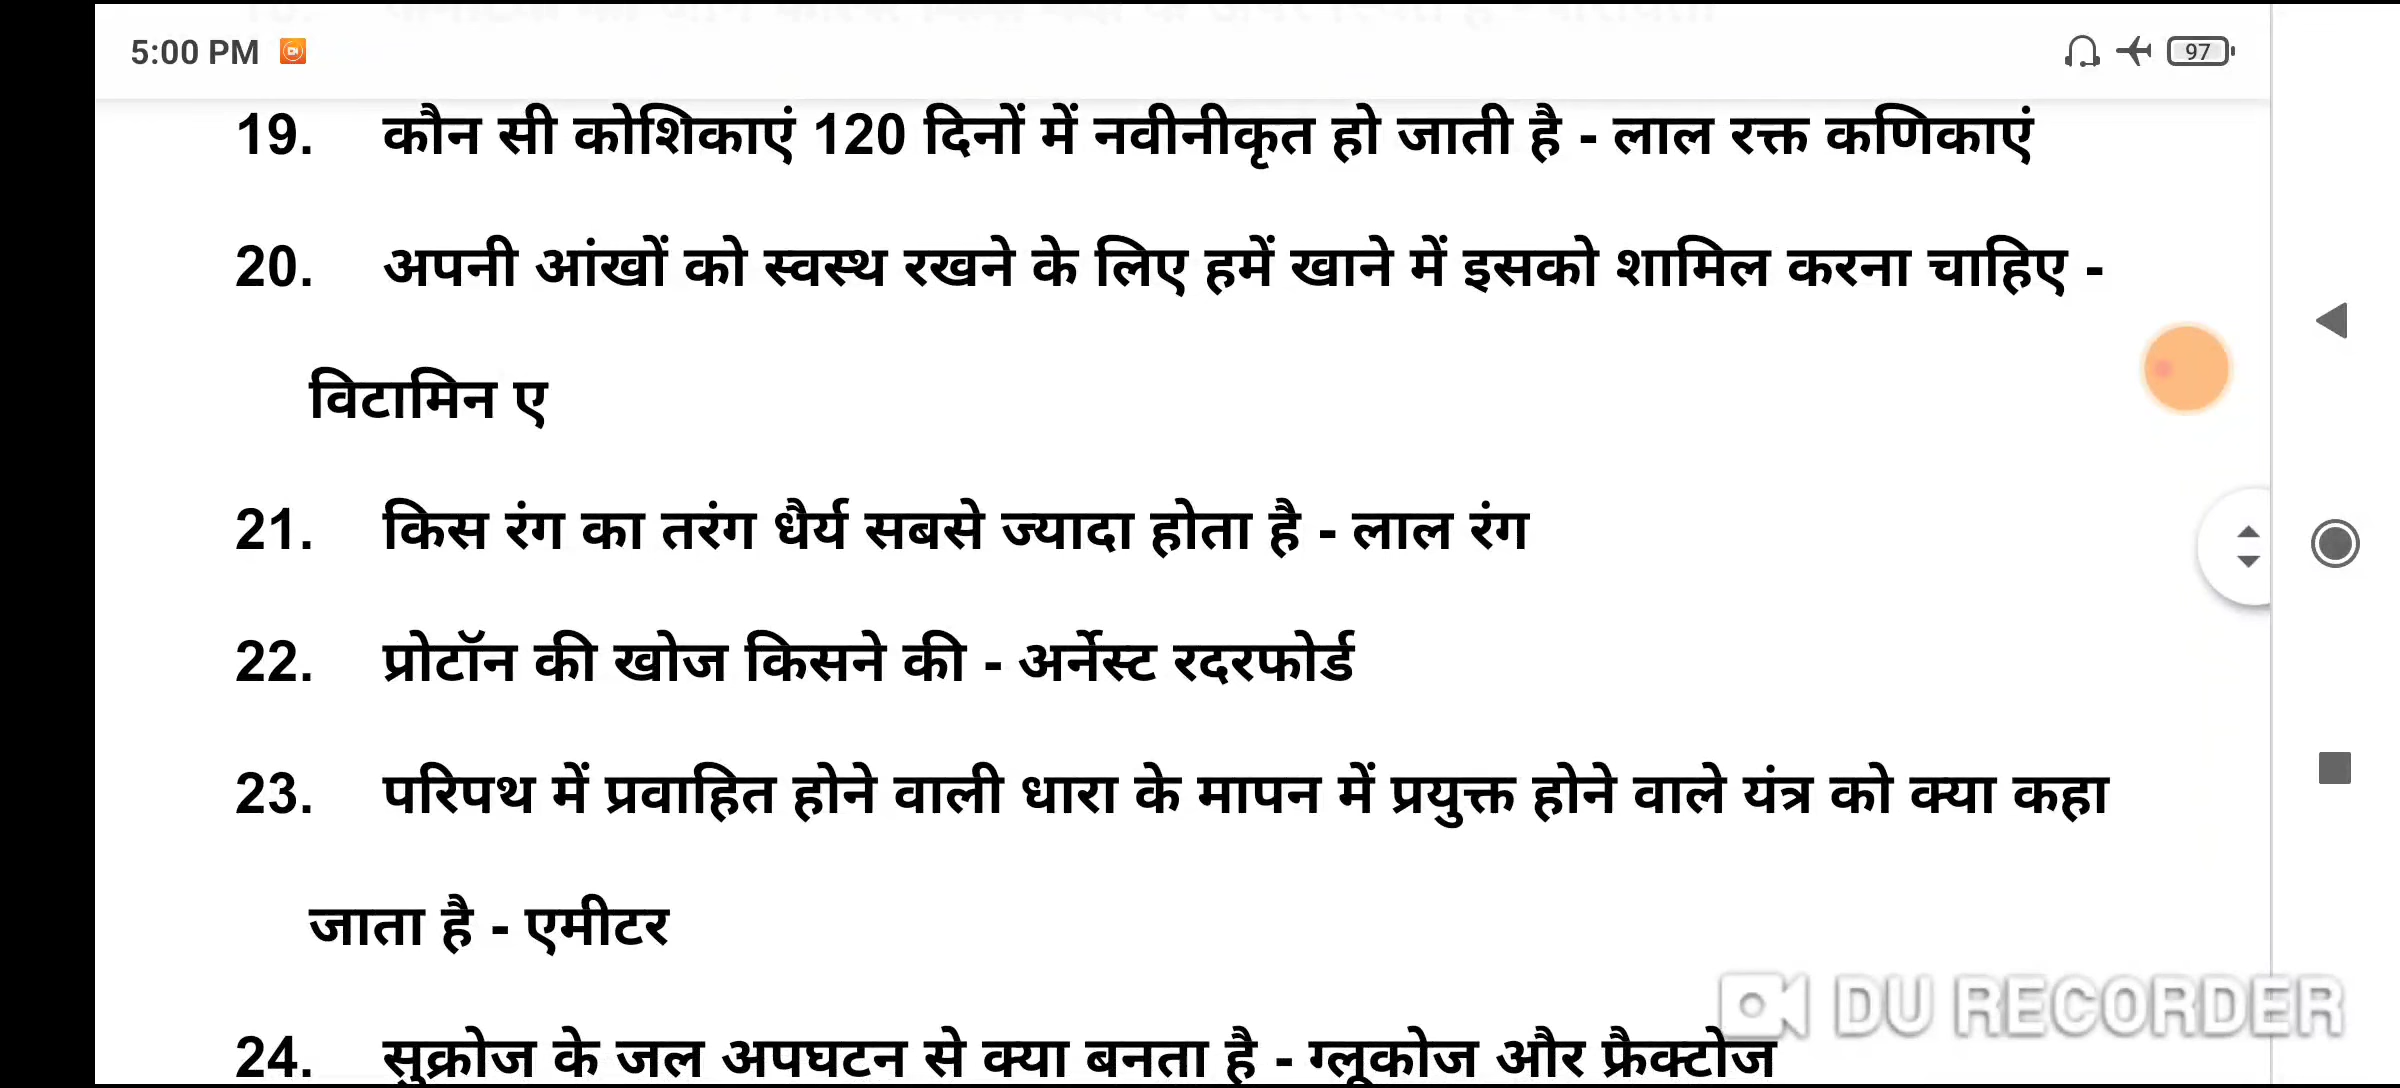 5:00 PM
97
19. कौन सी कोशिकाएं 120 दिनों में नवीनीकृत हो जाती है - लाल रक्त कणिकाएं
20. अपनी आंखों को स्वस्थ रखने के लिए हमें खाने में इसको शामिल करना चाहिए -
विटामिन ए
21. किस रंग का तरंग धैर्य सबसे ज्यादा होता है - लाल रंग
22. प्रोटॉन की खोज किसने की - अर्नेस्ट रदरफोर्ड
23. परिपथ में प्रवाहित होने वाली धारा के मापन में प्रयुक्त होने वाले यंत्र को क्या कहा
जाता है - एमीटर
24. सुक्रोज के जल अपघटन से क्या बनता है - ग्लूकोज और फ्रैक्टोज
DU RECORDER